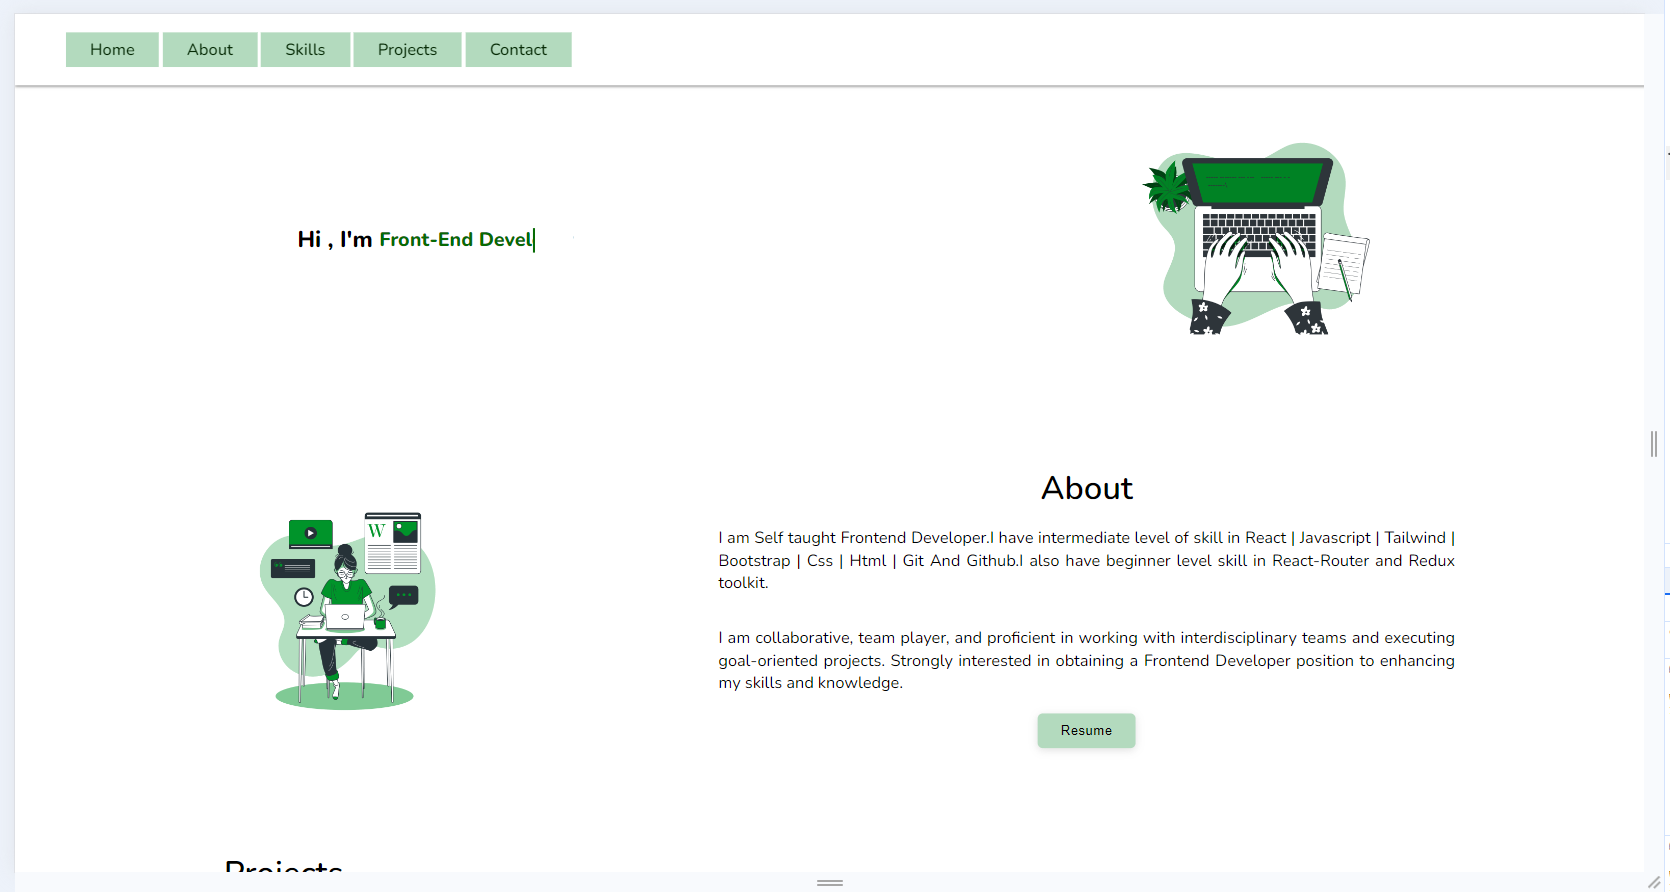 Home About Skills Projects Contact
Hi , I'm Front-End Devel
About
I am Self taught Frontend Developer.I have intermediate level of skill in React | Javascript | Tailwind |
Bootstrap | Css | Html | Git And Github.I also have beginner level skill in React-Router and Redux
toolkit.
W
I am collaborative, team player, and proficient in working with interdisciplinary teams and executing
goal-oriented projects. Strongly interested in obtaining a Frontend Developer position to enhancing
my skills and knowledge.
Resume
Projects